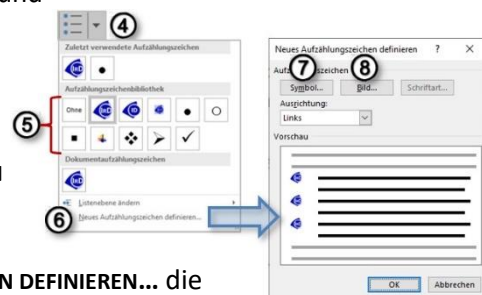 und
④
Zuletzt verwendete Aufzählungszeichen
Aufzählungszeichenbibliothek
Ohne
⑤
Dokumentaufzählungszeichen
Listenebene ändern
⑥
Neues Aufzählungszeichen definieren...
Neues Aufzählungszeichen definieren ? ×
⑦ ⑧
Symbol... Bild... Schriftart...
Ausrichtung:
Links
Vorschau
OK Abbrechen
N DEFINIEREN... die